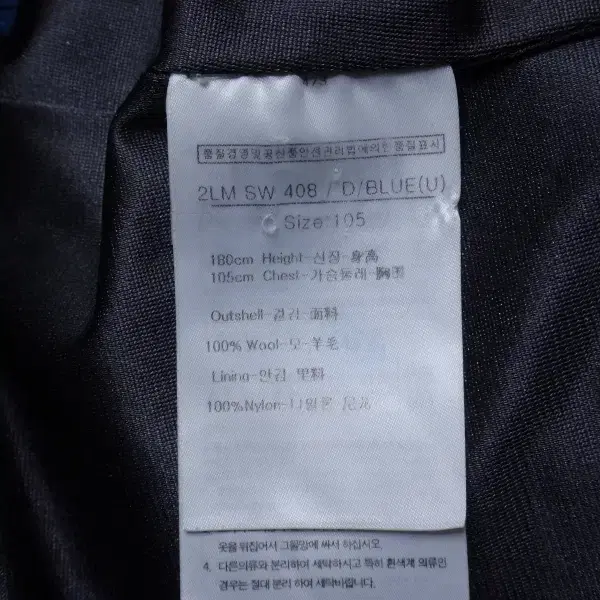 품질경영및공산품안전관리법에의한품질표시
2LM SW 408 / D/BLUE(U)
Size:105
180cm Height-신장-身高
105cm Chest-가슴둘레-胸围
Outshell-겉감-面料
100% Wool-모-羊毛
Lining-안감
100%Nylon-나일론
옷을 뒤집어서 그물망에 싸서 하십시오.
4. 다른의류와 분리하여 세탁하시고 특히 흰색계 의류인
경우는 절대 분리 하여 세탁바랍니다.